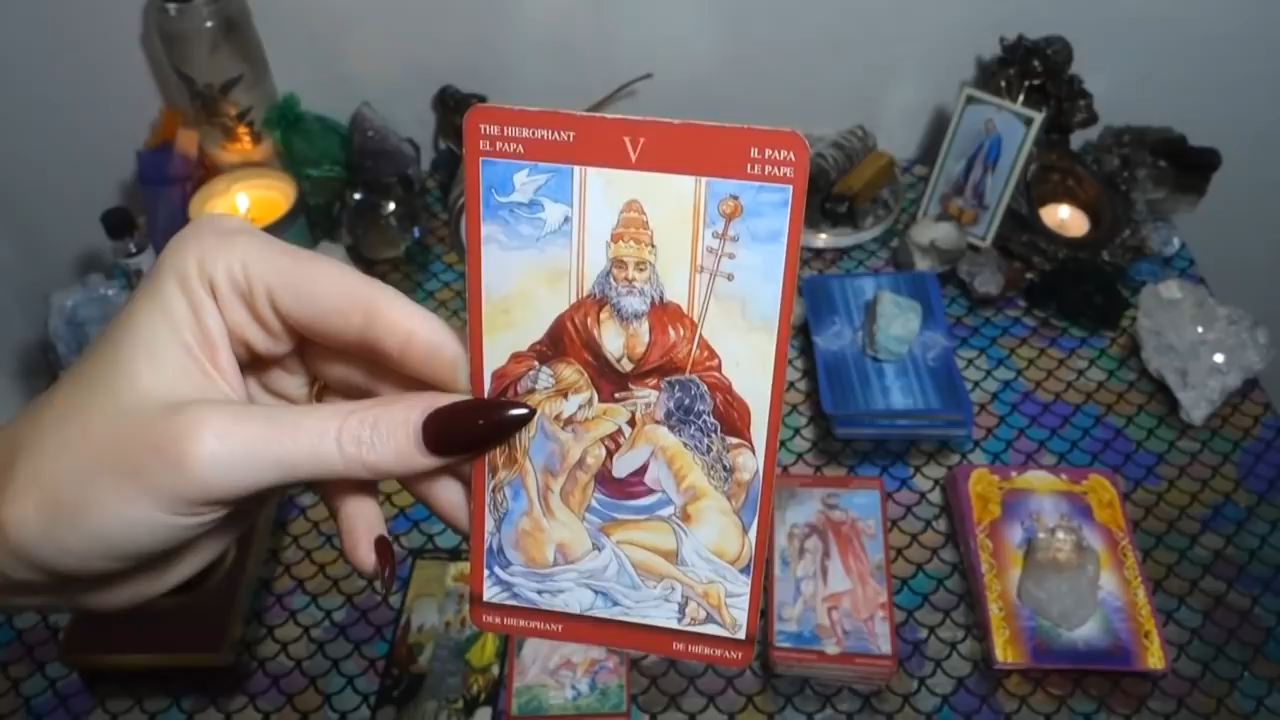 THE HIEROPHANT
EL PAPA
V
IL PAPA
LE PAPE
DER HIEROPHANT
DE HIËROFANT